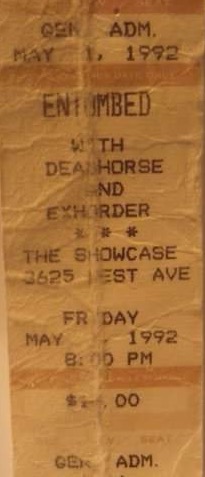 GEN ADM.
MAY 1, 1992
ENTOMBED
WITH
DEADHORSE
AND
EXHORDER
* * *
THE SHOWCASE
3625 WEST AVE
FRIDAY
MAY 1, 1992
8:00 PM
GEN ADM.